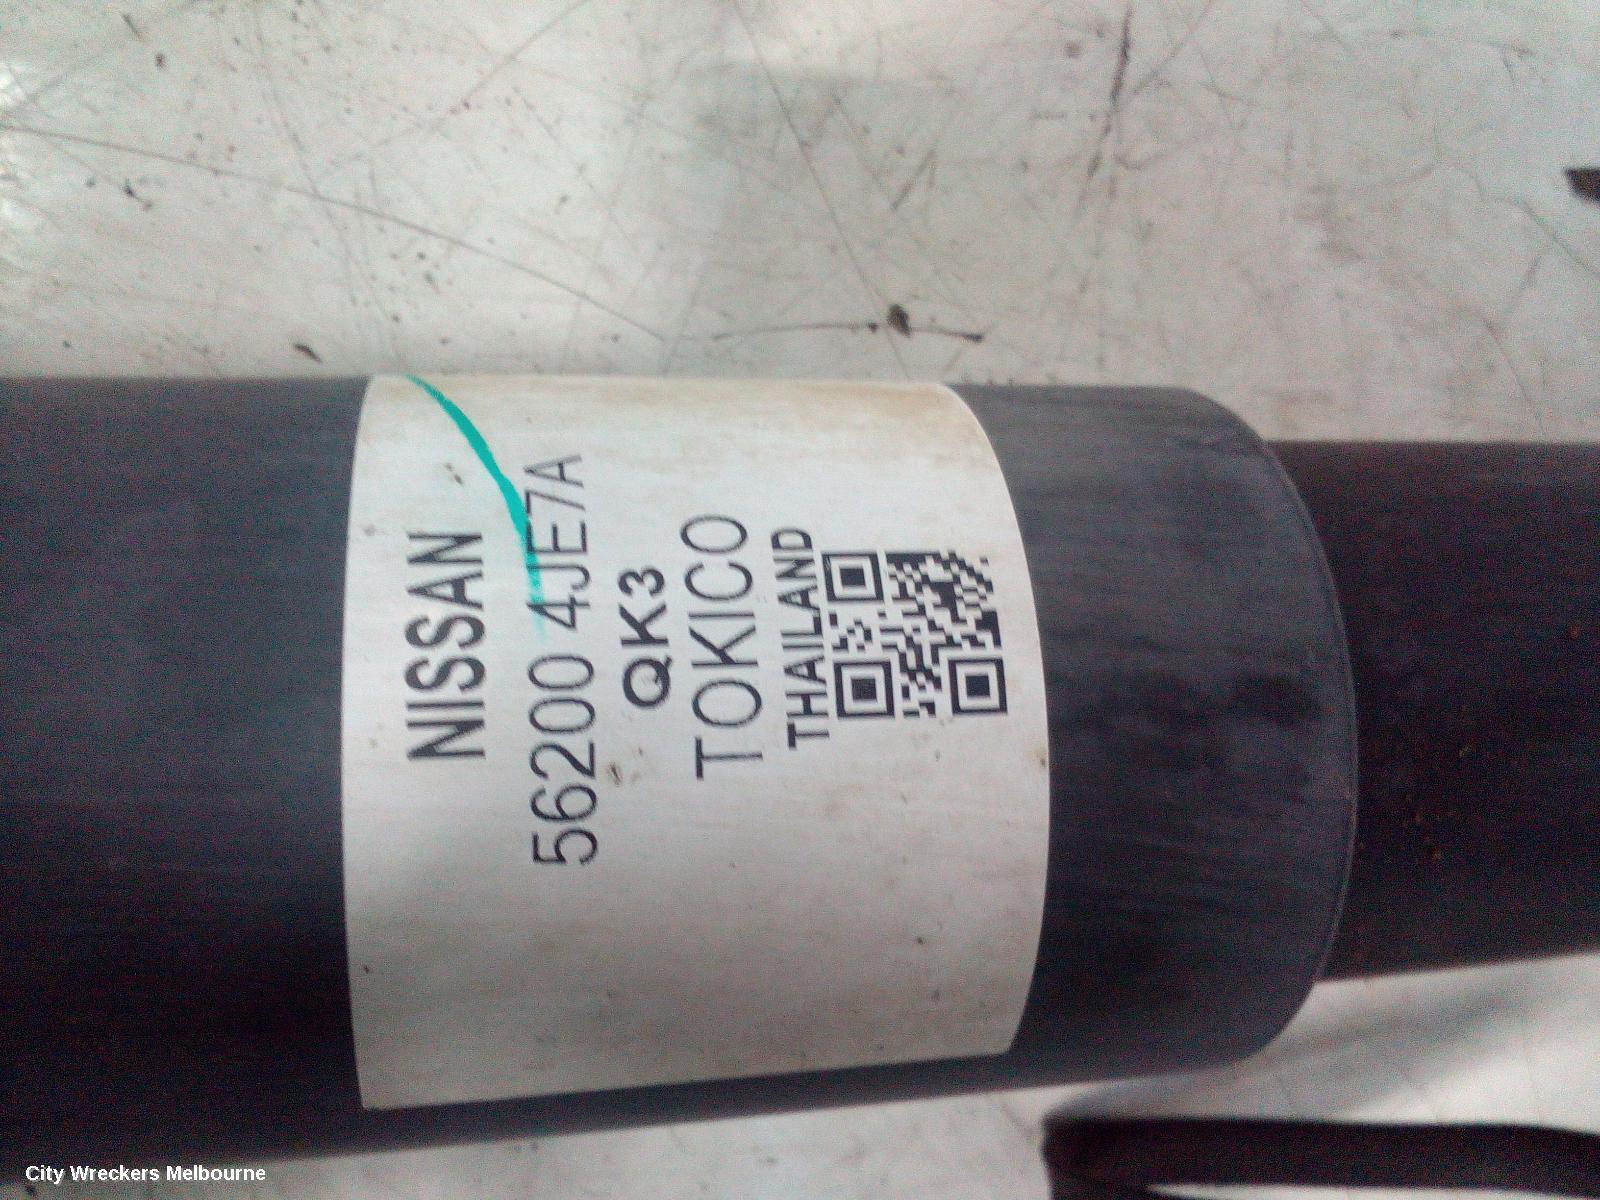 NISSAN
56200 4JE7A
QK3
TOKICO
THAILAND
City Wreckers Melbourne